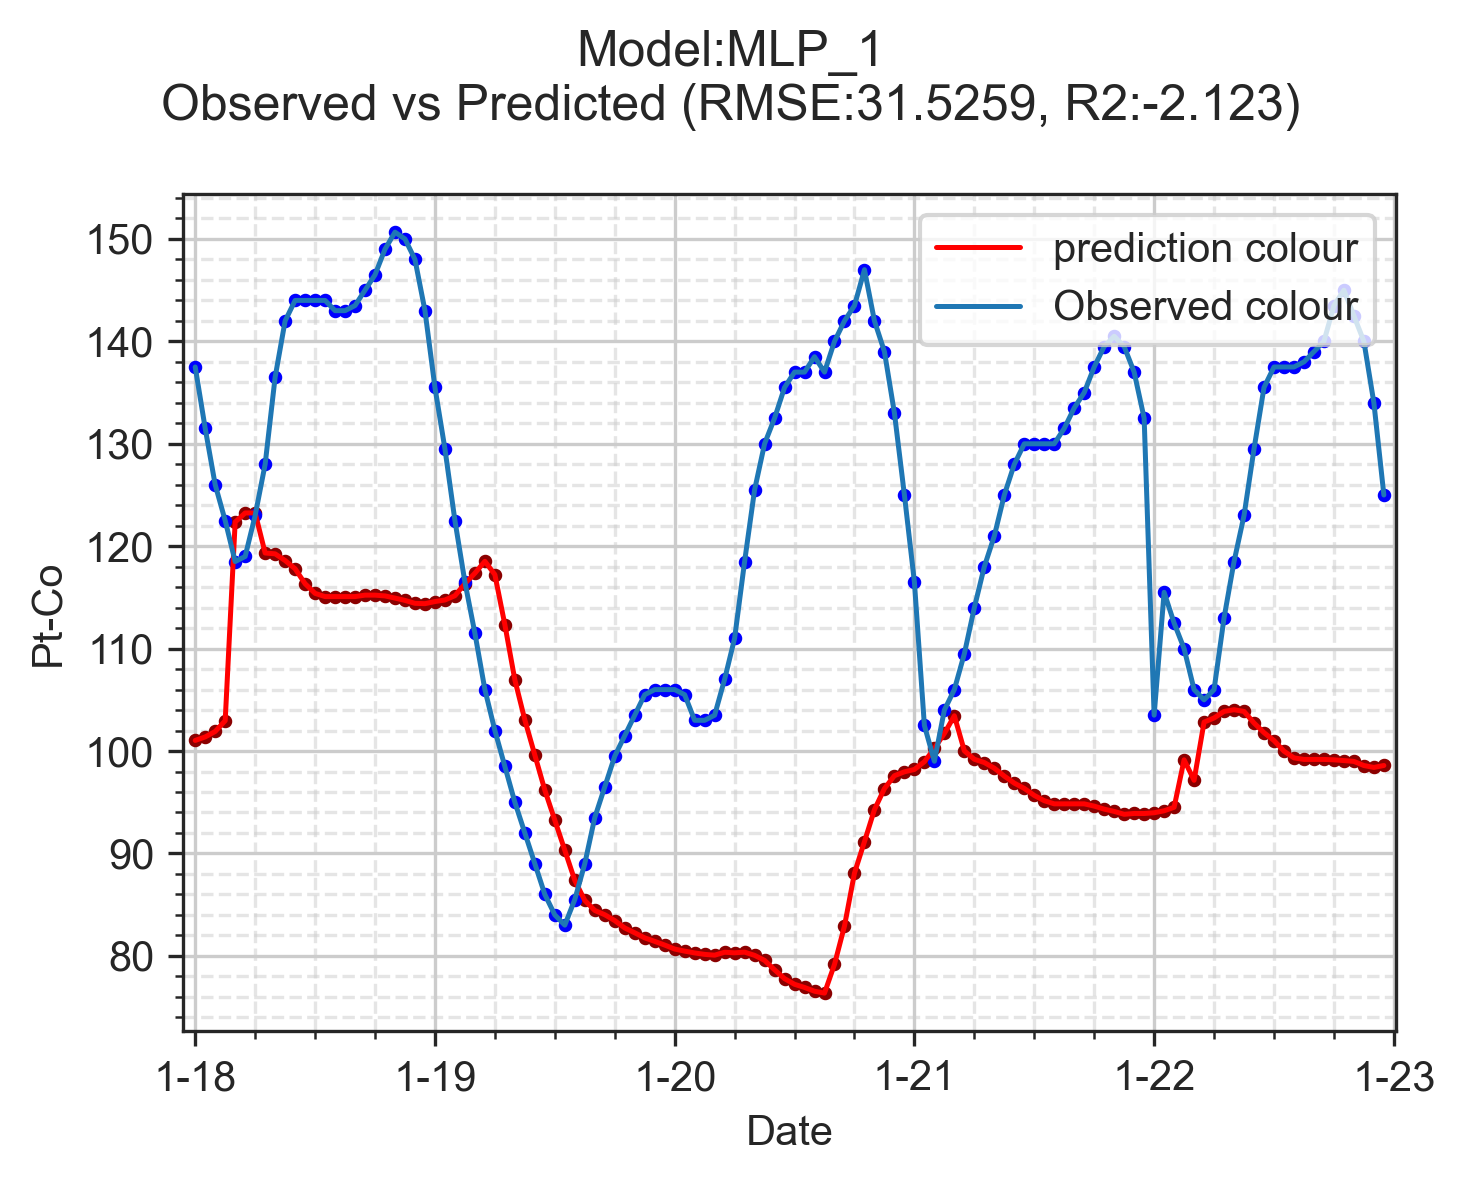 Model:MLP_1
Observed vs Predicted (RMSE:31.5259, R2:-2.123)
prediction colour
Observed colour
150
140
130
120
110
100
90
80
Pt-Co
1-18
1-19
1-20
1-21
1-22
1-23
Date